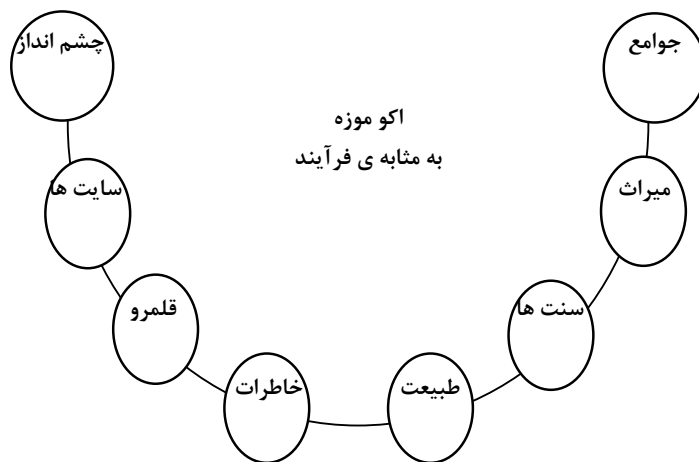 جوامع
چشم انداز
اکو موزه
به مثابه ی فرآیند
میراث
سایت ها
سنت ها
قلمرو
طبیعت
خاطرات